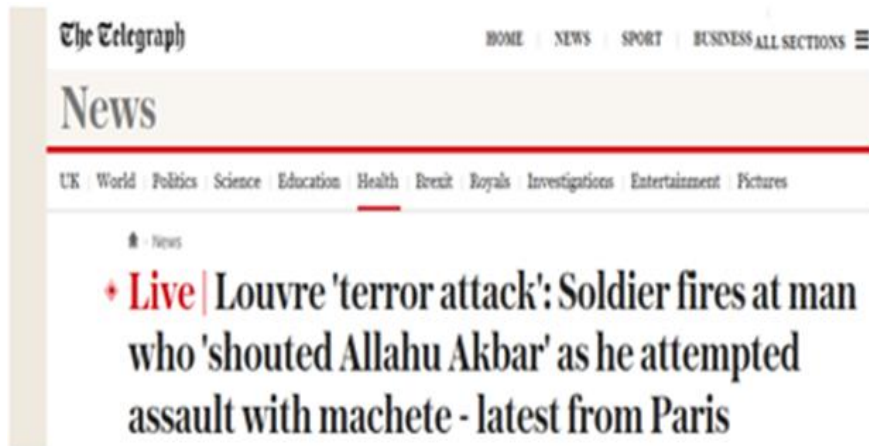 The Telegraph
HOME NEWS SPORT BUSINESS ALL SECTIONS
News
UK World Politics Science Education Health Brexit Royals Investigations Entertainment Pictures
News
Live | Louvre 'terror attack': Soldier fires at man
who 'shouted Allahu Akbar' as he attempted
assault with machete - latest from Paris